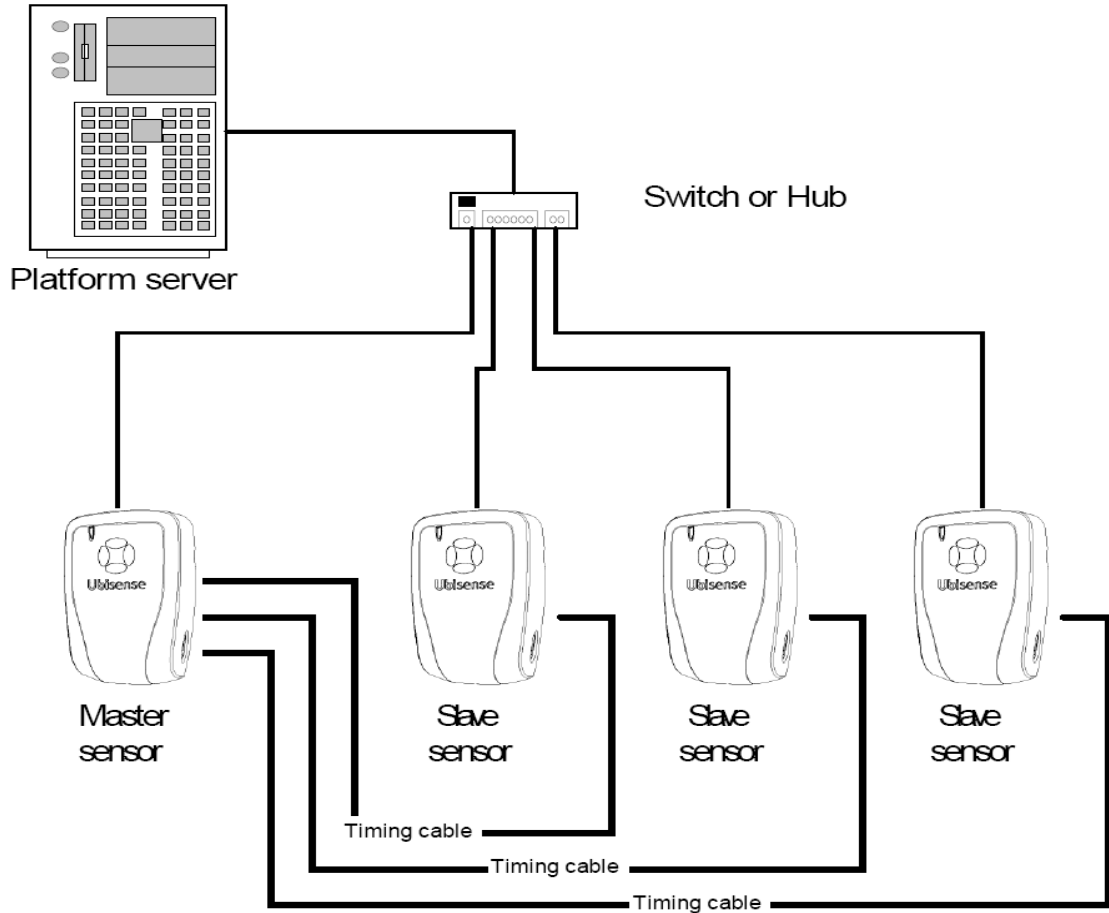 Switch or Hub
Platform server
Ubisense
Ubisense
Ubisense
Ubisense
Master
sensor
Slave
sensor
Slave
sensor
Slave
sensor
Timing cable
Timing cable
Timing cable